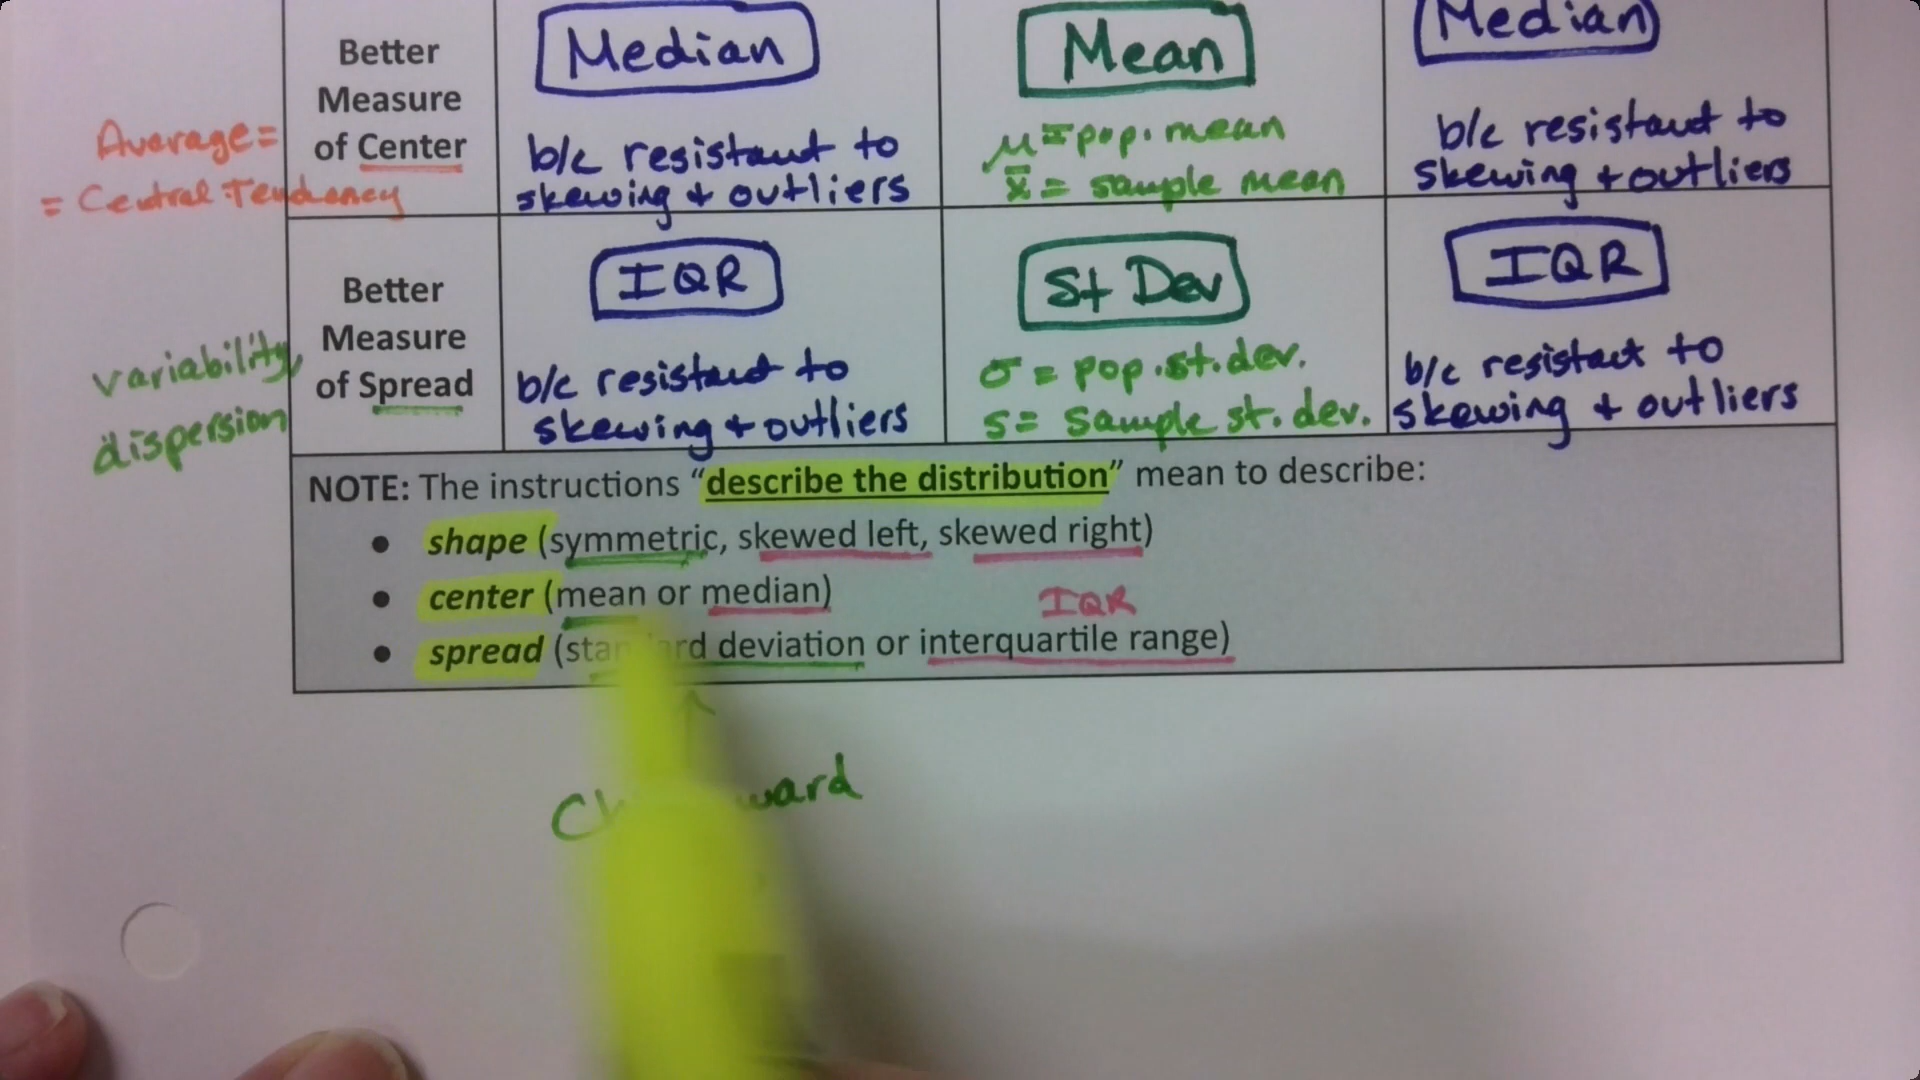 Better
Measure
of Center
Average=
= Central Tendency
Median
b/c resistant to
skewing + outliers
Mean
μ = pop. mean
x̄ = sample mean
Median
b/c resistant to
skewing + outliers
Better
Measure
of Spread
variability,
dispersion
IQR
b/c resistant to
skewing + outliers
St Dev
σ = pop. st. dev.
s = sample st. dev.
IQR
b/c resistant to
skewing + outliers
NOTE: The instructions “describe the distribution” mean to describe:
• shape (symmetric, skewed left, skewed right)
• center (mean or median)
IQR
• spread (standard deviation or interquartile range)